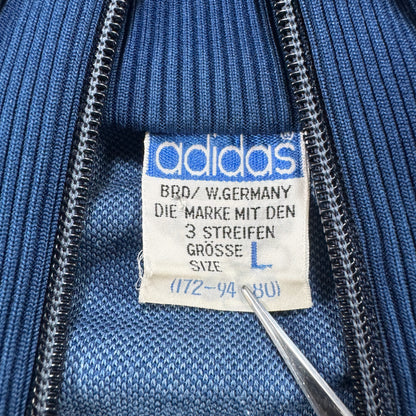 adidas
BRD/ W.GERMANY
DIE MARKE MIT DEN
3 STREIFEN
GRÖSSE
SIZE L
(172-94-80)